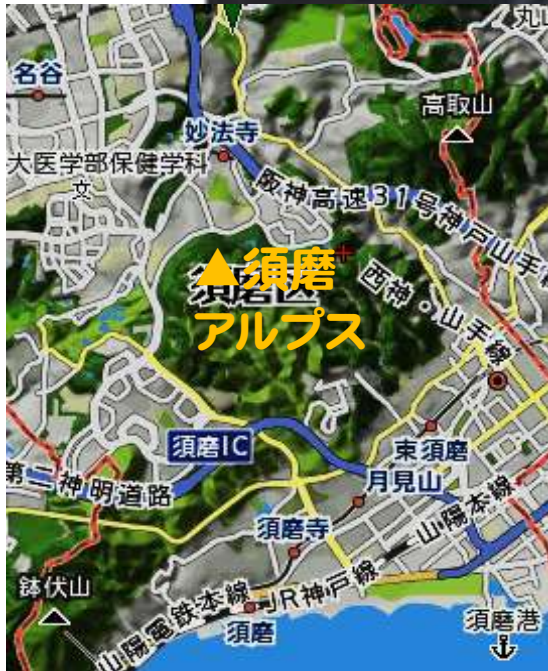 丸山
名谷
高取山
妙法寺
大医学部保健学科
文
阪神高速31号神戸山手線
▲須磨
アルプス
須磨区
西神・山手線
須磨IC
東須磨
月見山
第二神明道路
山陽本線
須磨寺
鉢伏山
山陽電鉄本線
JR神戸線
須磨
須磨港